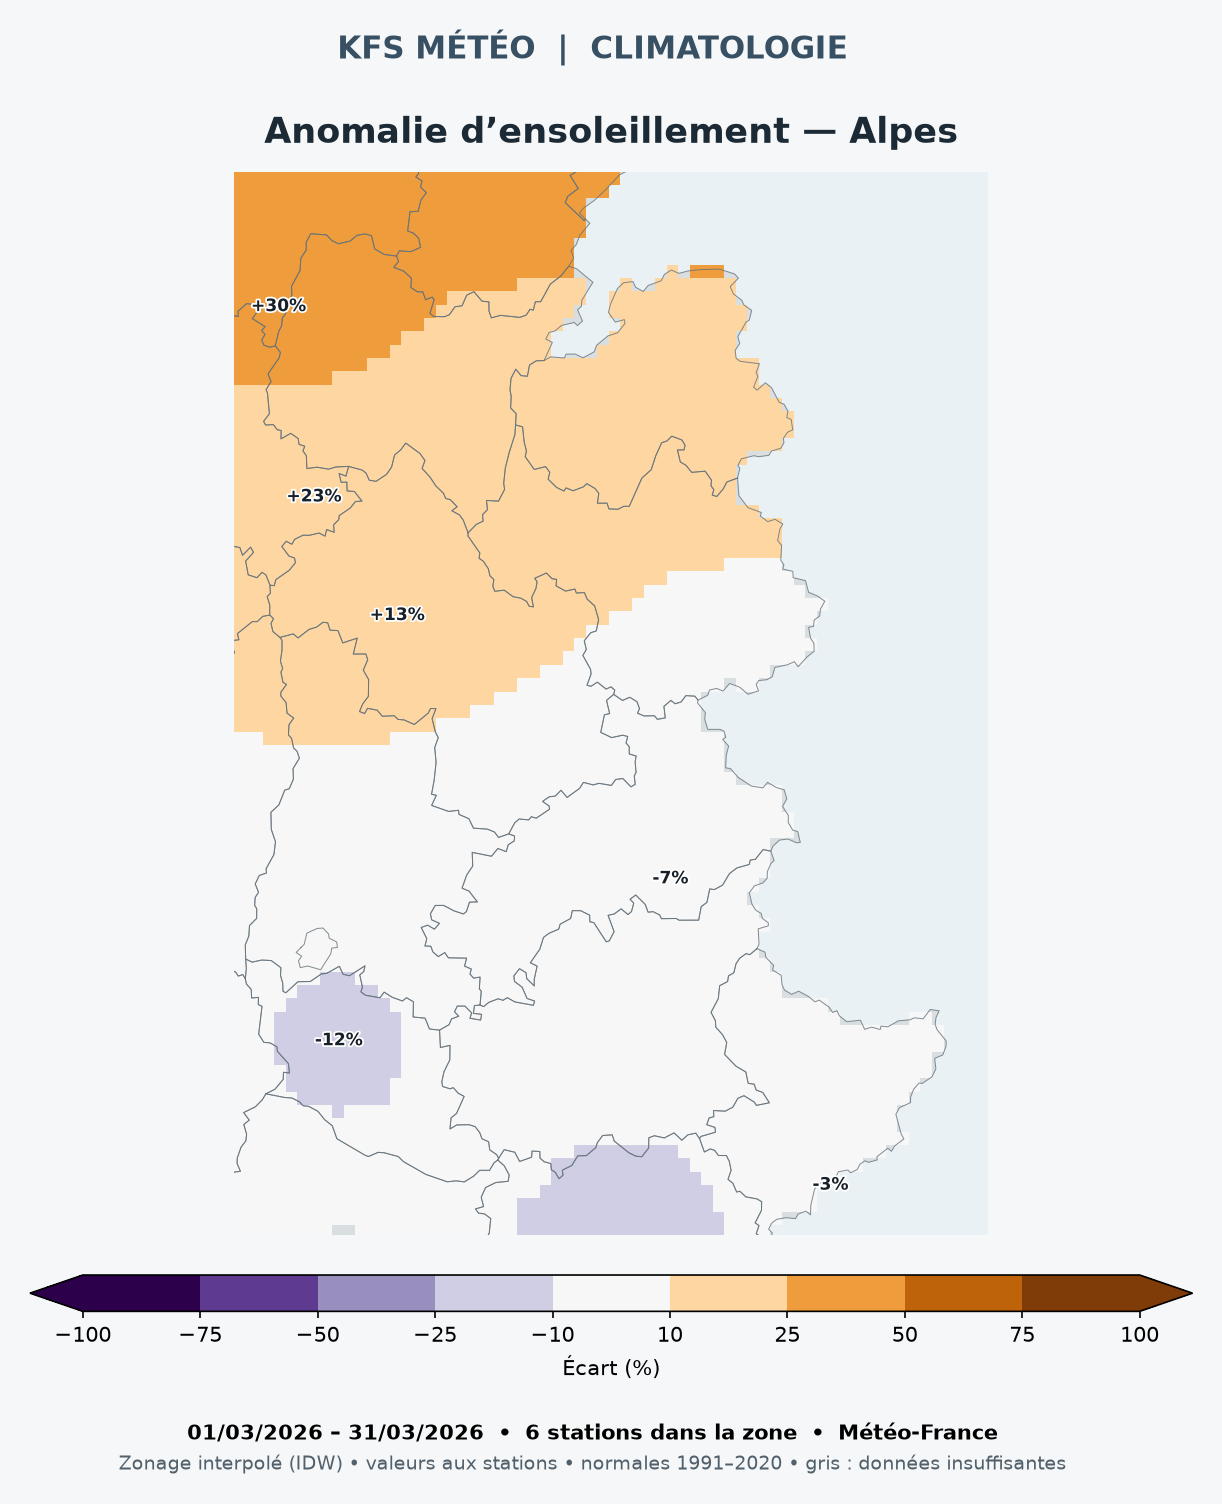 KFS MÉTÉO | CLIMATOLOGIE
Anomalie d’ensoleillement — Alpes
+30%
+23%
+13%
-7%
-12%
-3%
−100 −75 −50 −25 −10 10 25 50 75 100
Écart (%)
01/03/2026 – 31/03/2026 • 6 stations dans la zone • Météo-France
Zonage interpolé (IDW) • valeurs aux stations • normales 1991–2020 • gris : données insuffisantes